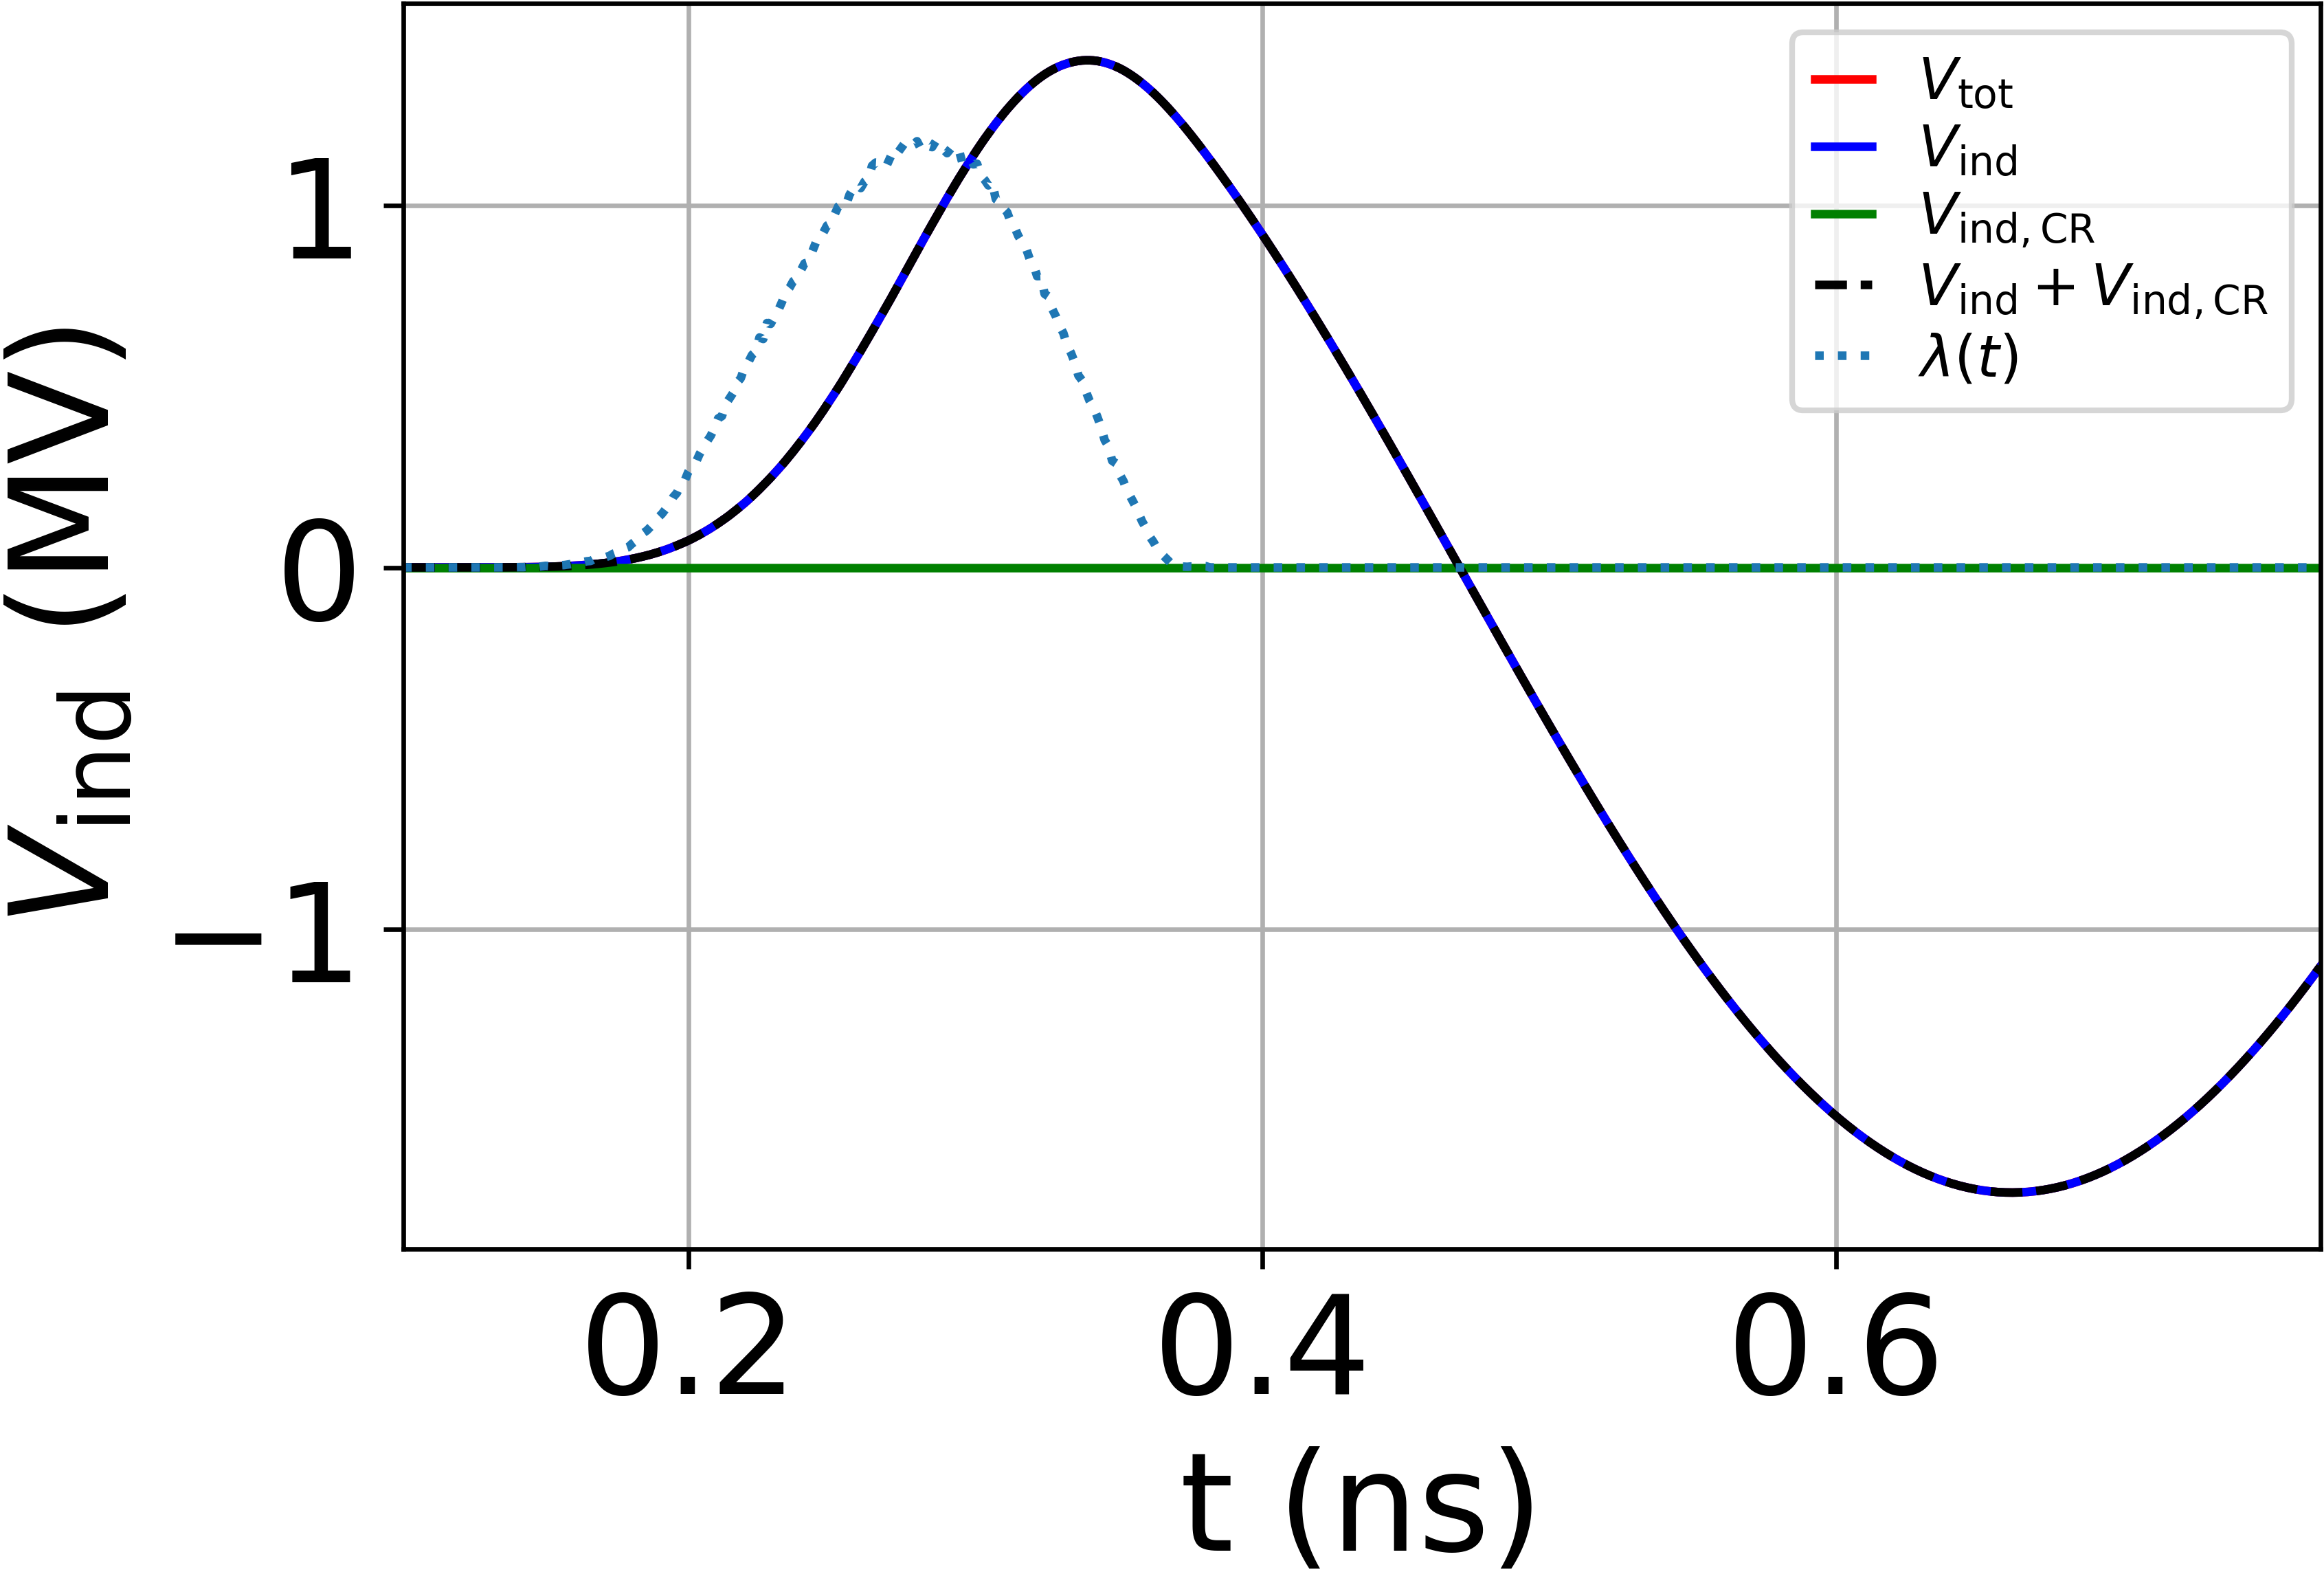 V_ind (MV)
1
0
−1
0.2
0.4
0.6
t (ns)
V_tot
V_ind
V_ind, CR
V_ind + V_ind, CR
λ(t)